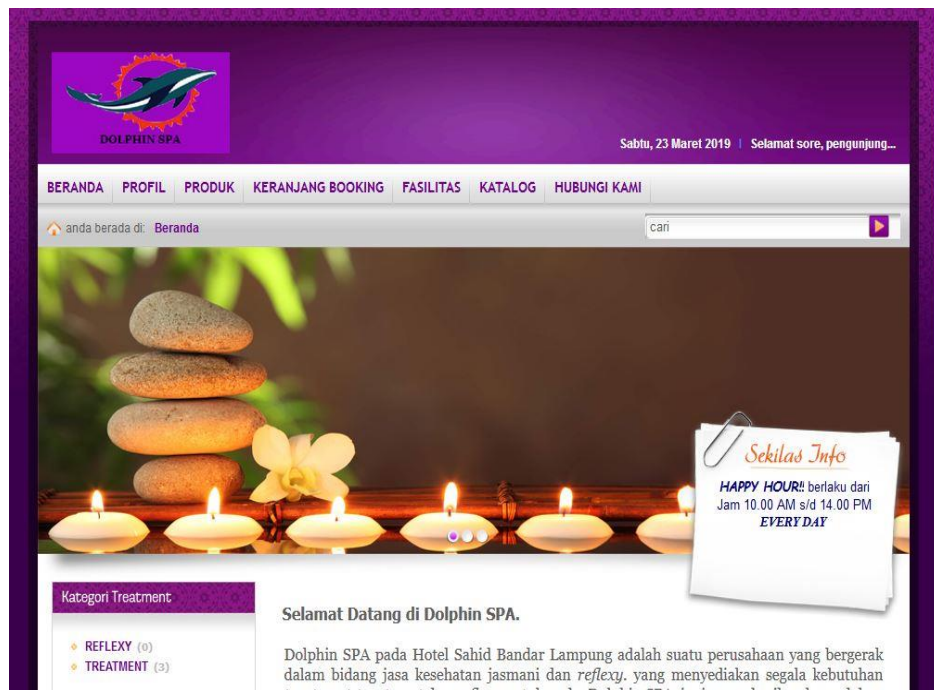 DOLPHIN SPA
Sabtu, 23 Maret 2019 | Selamat sore, pengunjung...
BERANDA PROFIL PRODUK KERANJANG BOOKING FASILITAS KATALOG HUBUNGI KAMI
anda berada di: Beranda
cari
Sekilas Info
HAPPY HOUR!! berlaku dari
Jam 10.00 AM s/d 14.00 PM
EVERY DAY
Kategori Treatment
REFLEXY (0)
TREATMENT (3)
Selamat Datang di Dolphin SPA.
Dolphin SPA pada Hotel Sahid Bandar Lampung adalah suatu perusahaan yang bergerak
dalam bidang jasa kesehatan jasmani dan reflexy. yang menyediakan segala kebutuhan